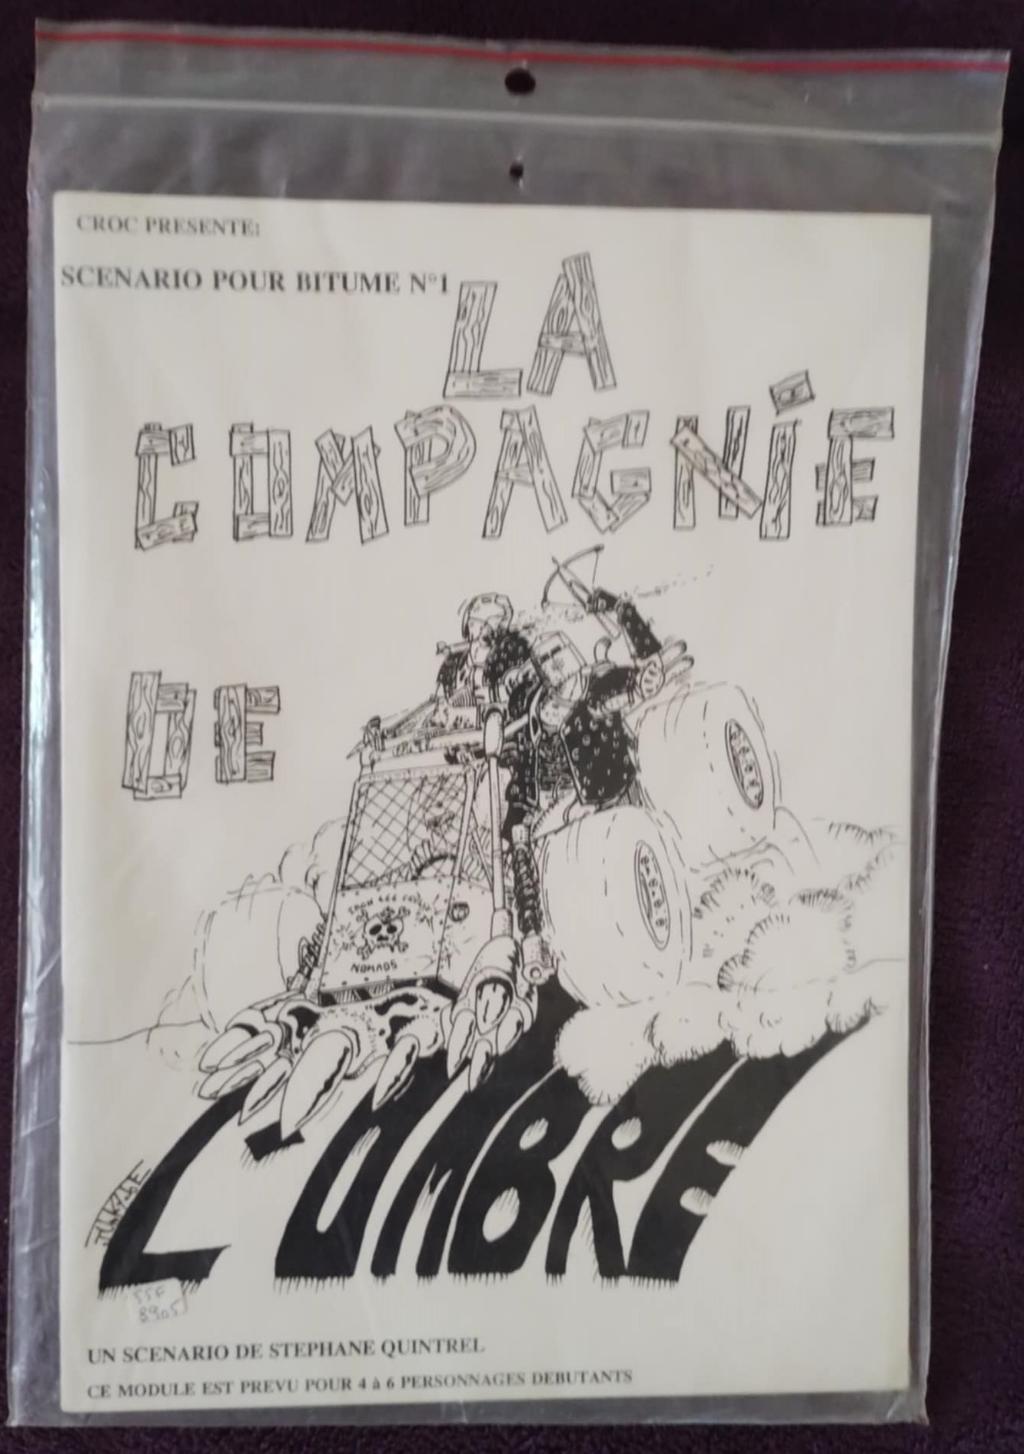 CROC PRESENTE:
SCENARIO POUR BITUME N°1
LA
COMPAGNIE
DE
NOMADS
L'OMBRE
55F
8905
UN SCENARIO DE STEPHANE QUINTREL
CE MODULE EST PREVU POUR 4 à 6 PERSONNAGES DEBUTANTS